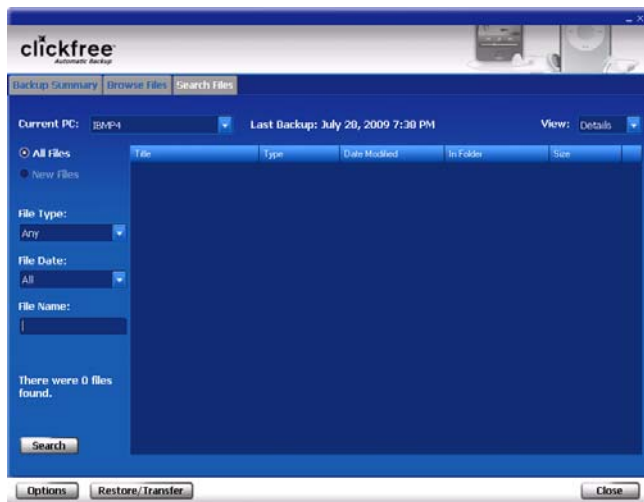 clickfree
Automatic Backup
Backup Summary Browse Files Search Files
Current PC: IBMP4 Last Backup: July 20, 2009 7:38 PM View: Details
All Files
Title Type Date Modified In Folder Size
New Files
File Type:
Any
File Date:
All
File Name:
There were 0 files
found.
Search
Options Restore/Transfer Close